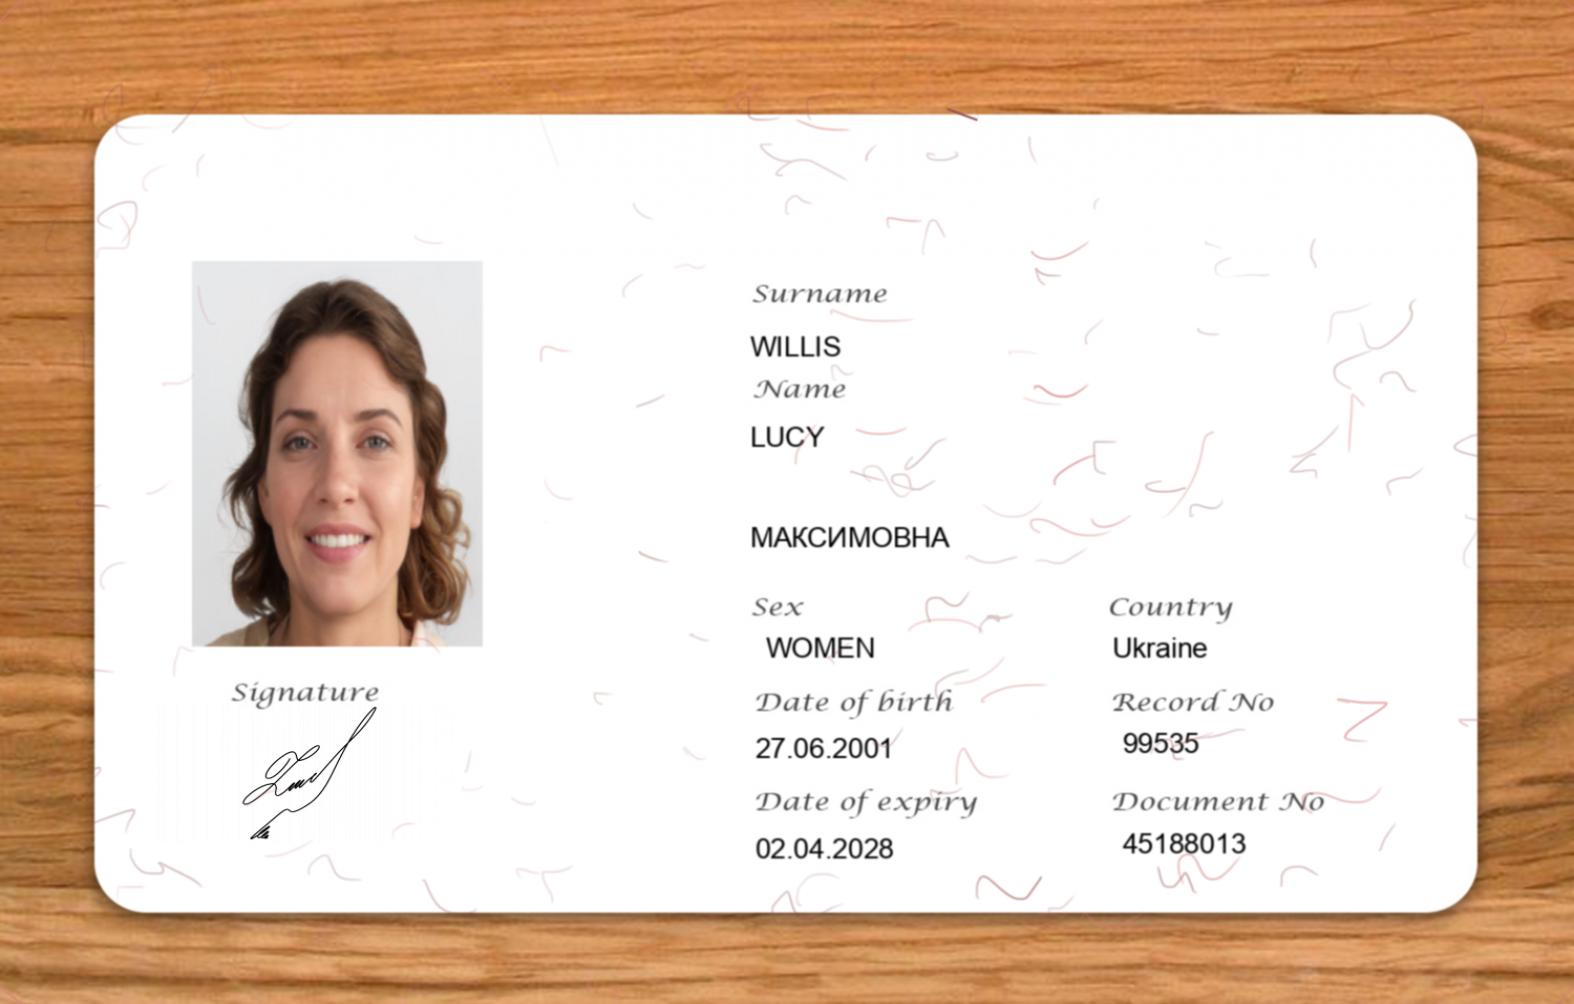 Surname
WILLIS
Name
LUCY
МАКСИМОВНА
Sex
Country
WOMEN
Ukraine
Date of birth
Record No
27.06.2001
99535
Date of expiry
Document No
02.04.2028
45188013
Signature